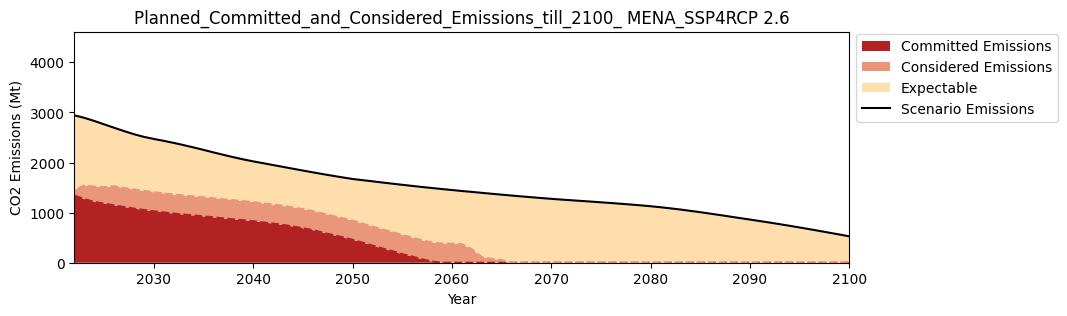 Planned_Committed_and_Considered_Emissions_till_2100_ MENA_SSP4RCP 2.6
CO2 Emissions (Mt)
4000
3000
2000
1000
0
2030
2040
2050
2060
2070
2080
2090
2100
Year
Committed Emissions
Considered Emissions
Expectable
Scenario Emissions